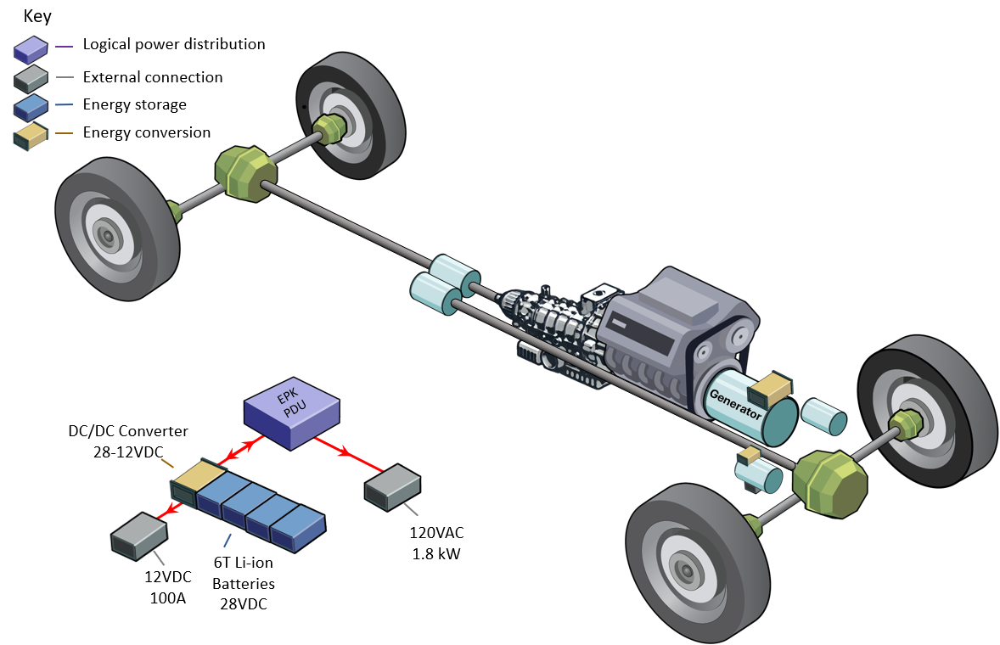 Key
Logical power distribution
External connection
Energy storage
Energy conversion
Generator
EPK
PDU
DC/DC Converter
28-12VDC
120VAC
1.8 kW
6T Li-ion
Batteries
28VDC
12VDC
100A